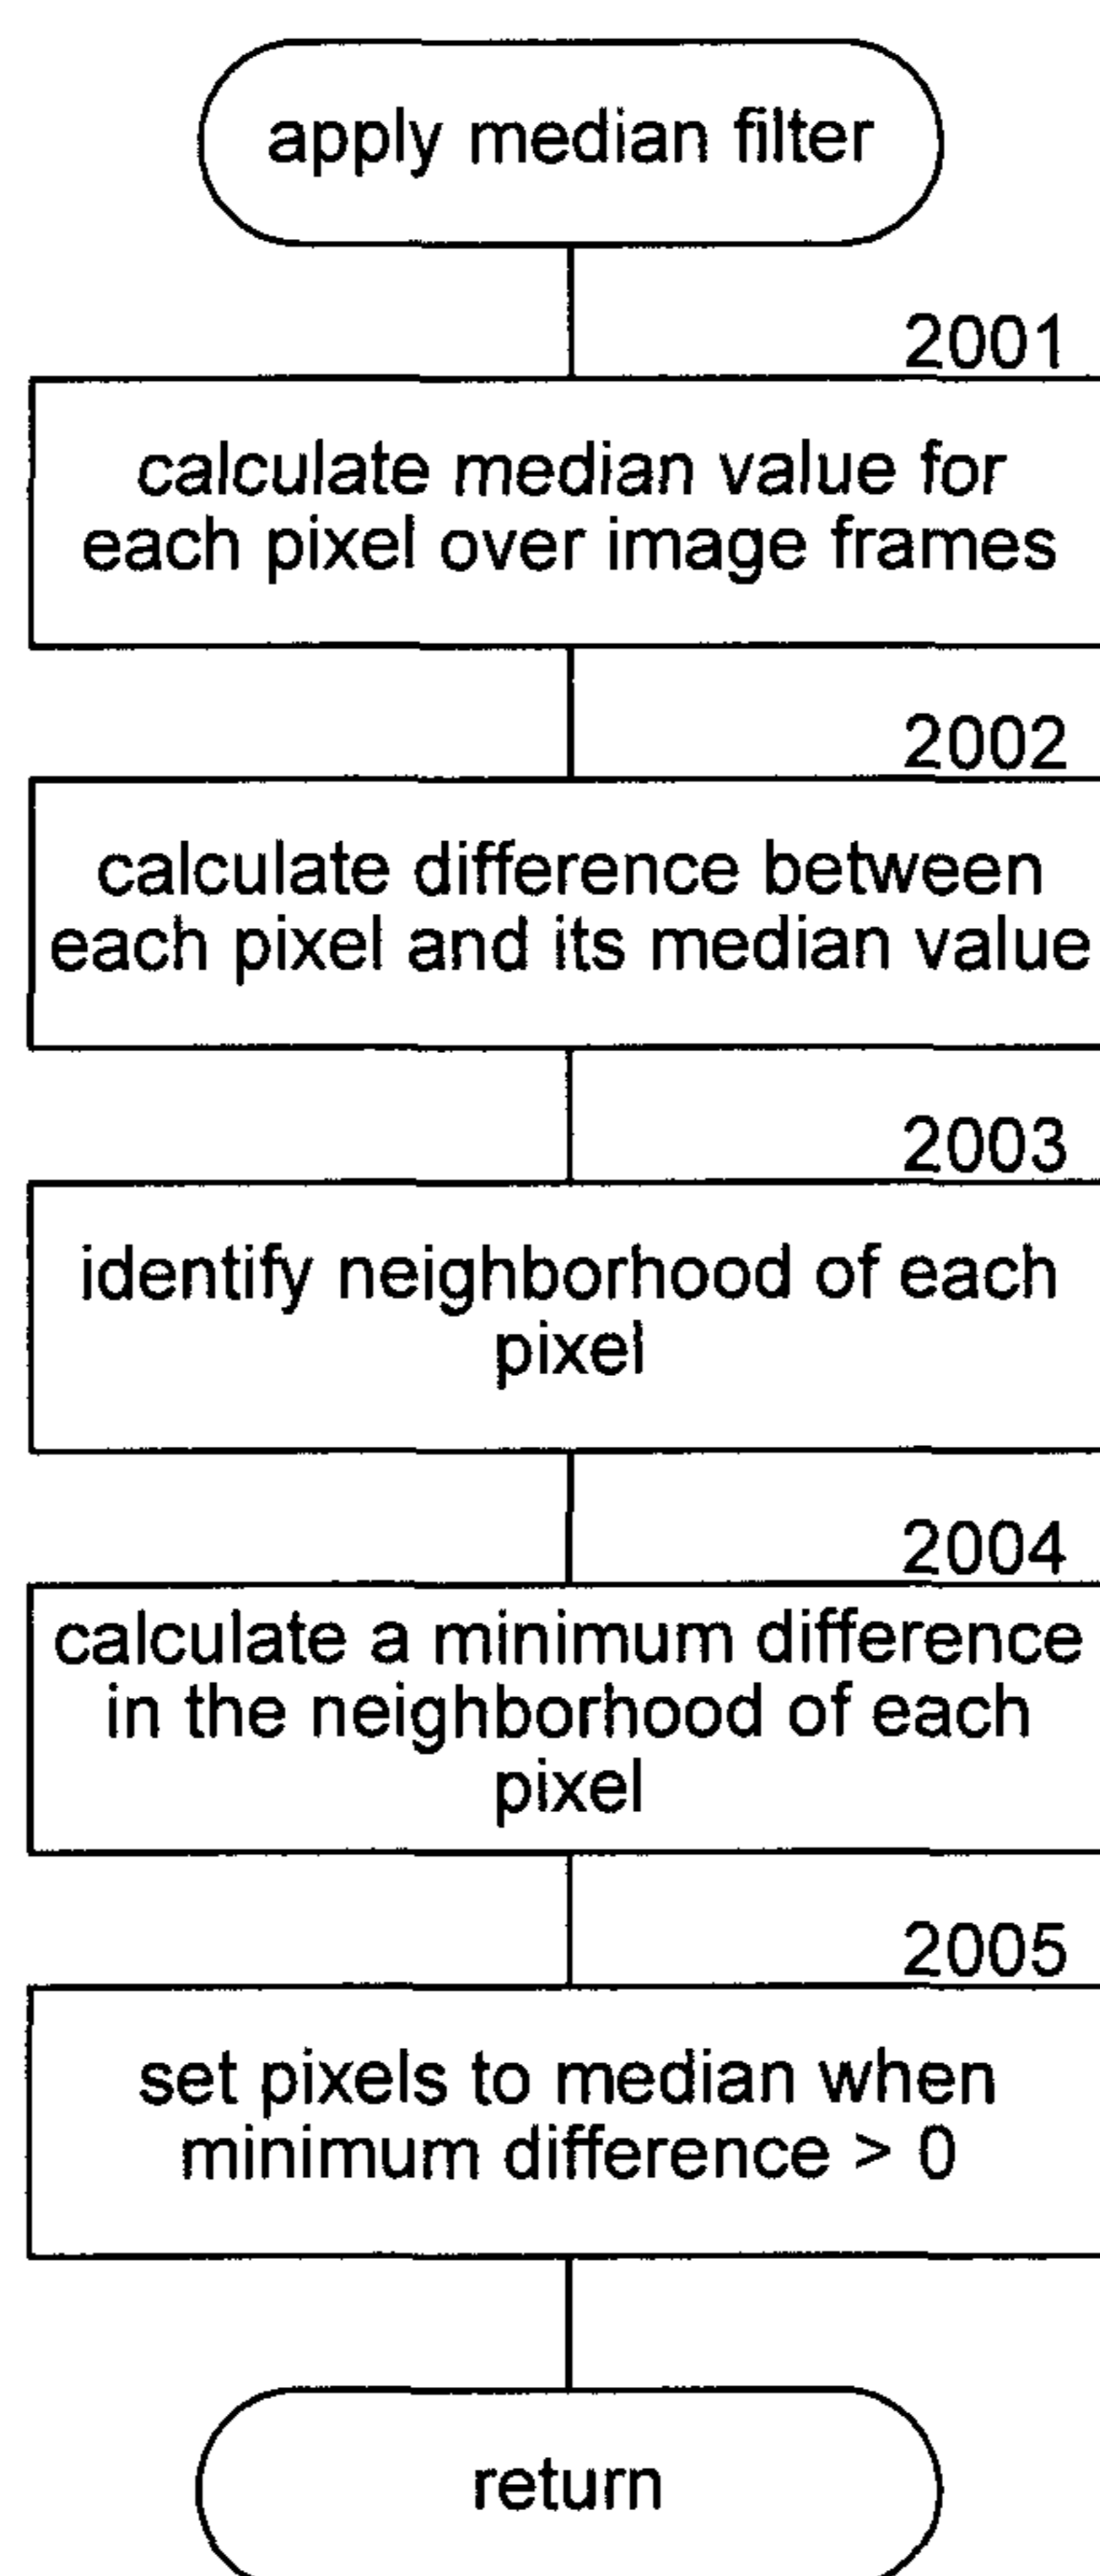 apply median filter
2001
calculate median value for
each pixel over image frames
2002
calculate difference between
each pixel and its median value
2003
identify neighborhood of each
pixel
2004
calculate a minimum difference
in the neighborhood of each
pixel
2005
set pixels to median when
minimum difference > 0
return